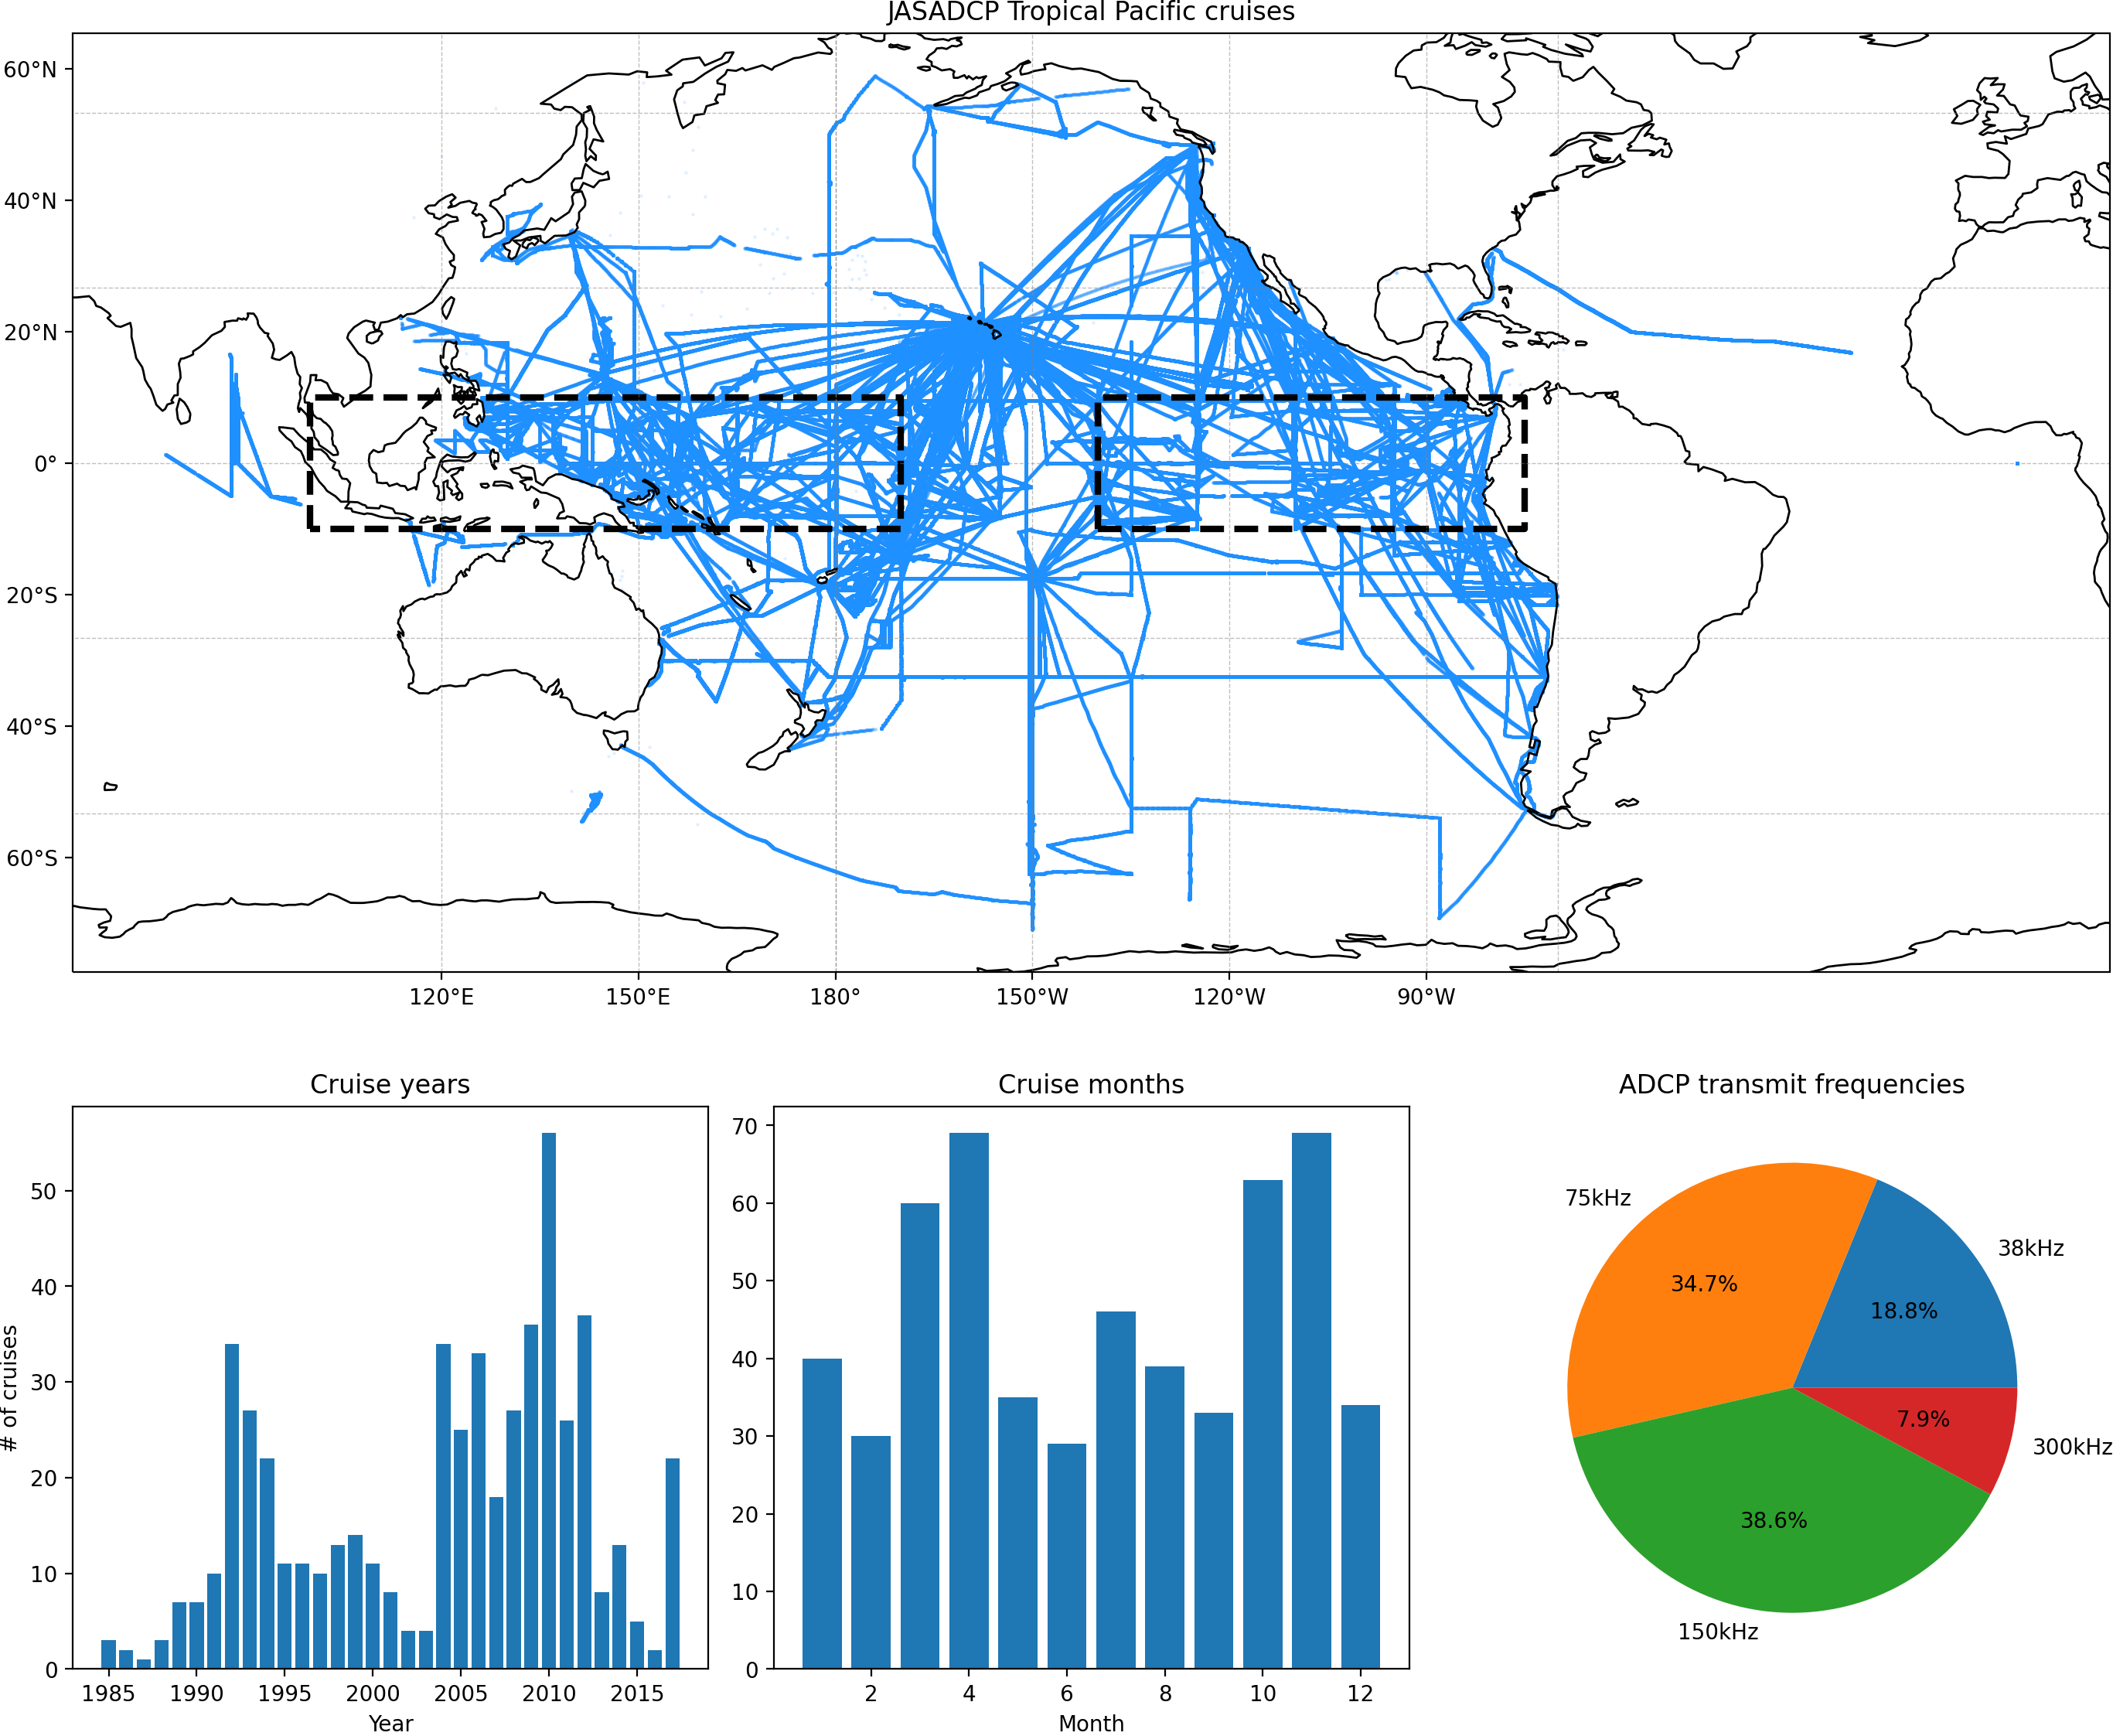 JASADCP Tropical Pacific cruises
60°N
40°N
20°N
0°
20°S
40°S
60°S
120°E 150°E 180° 150°W 120°W 90°W
Cruise years
# of cruises
50
40
30
20
10
0
1985 1990 1995 2000 2005 2010 2015
Year
Cruise months
70
60
50
40
30
20
10
0
2 4 6 8 10 12
Month
ADCP transmit frequencies
75kHz
38kHz
34.7%
18.8%
7.9%
300kHz
38.6%
150kHz